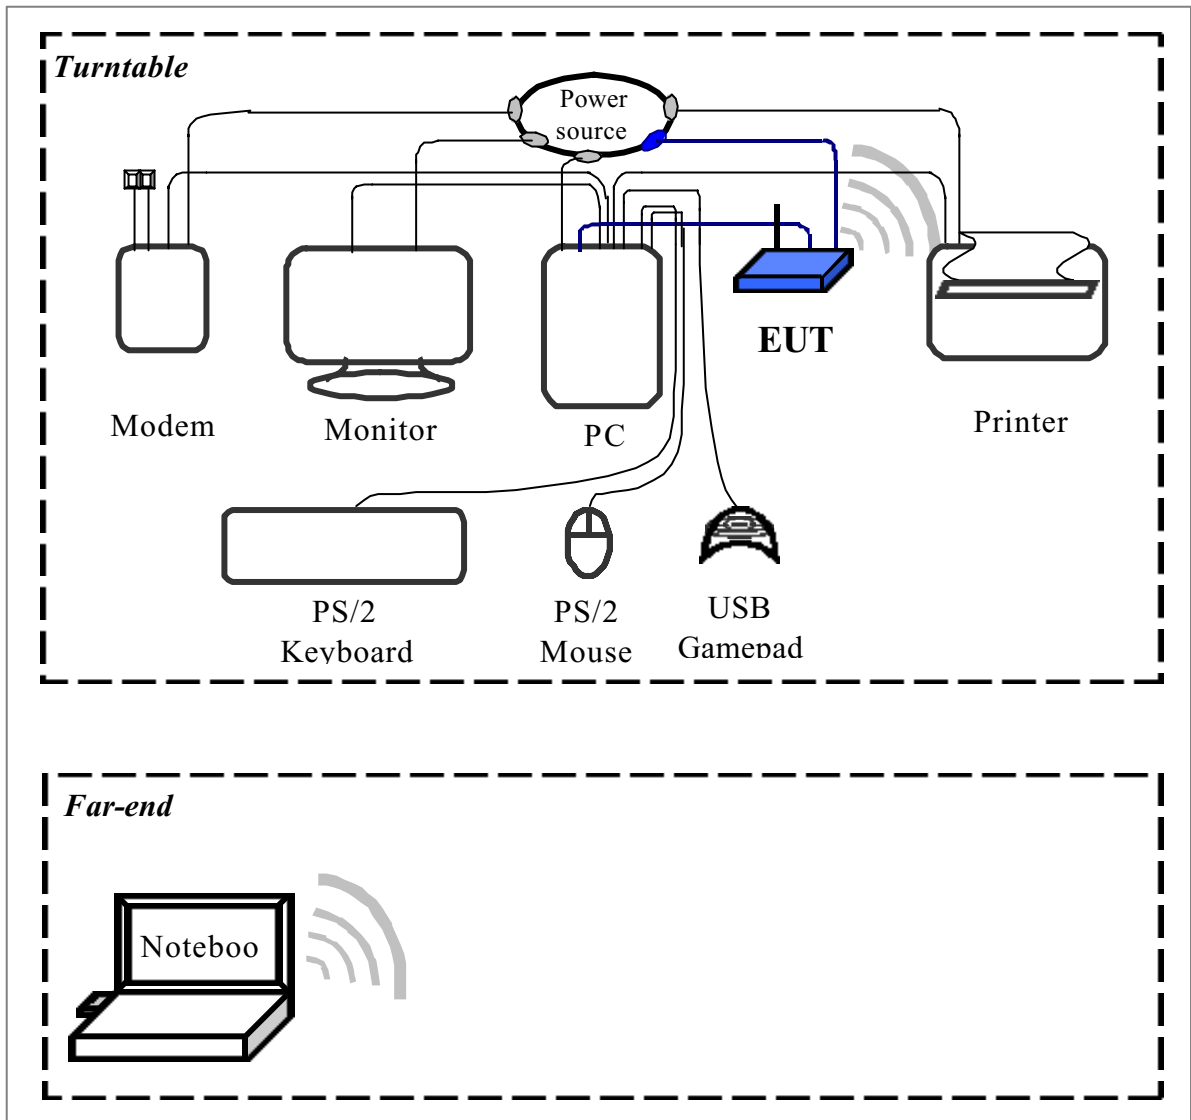 Turntable
Power
source
EUT
Modem
Monitor
PC
Printer
PS/2
Keyboard
PS/2
Mouse
USB
Gamepad
Far-end
Noteboo